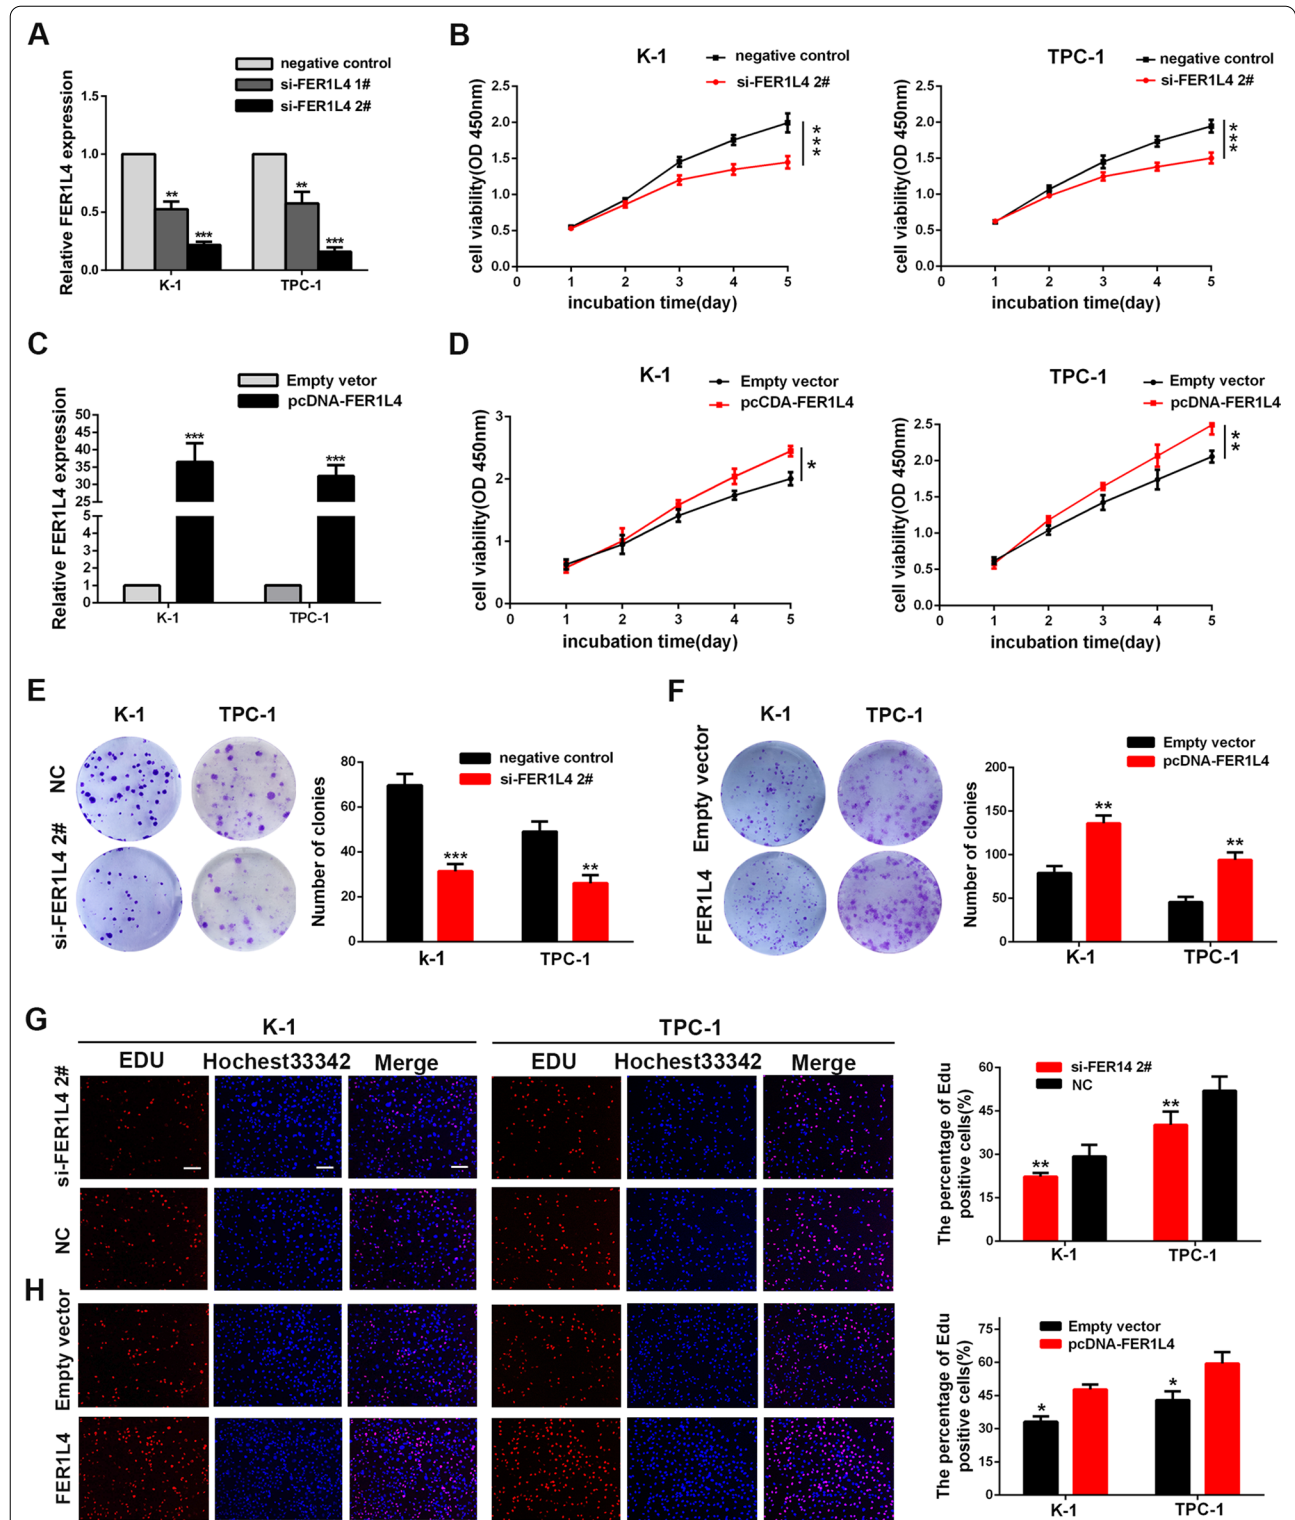 A
negative control
si-FER1L4 1#
si-FER1L4 2#
Relative FER1L4 expression
1.5
1.0
0.5
0.0
**
***
**
***
K-1
TPC-1
B
K-1
negative control
si-FER1L4 2#
cell viability(OD 450nm)
2.5
2.0
1.5
1.0
0.5
0.0
***
0 1 2 3 4 5
incubation time(day)
TPC-1
negative control
si-FER1L4 2#
cell viability(OD 450nm)
2.5
2.0
1.5
1.0
0.5
0.0
***
0 1 2 3 4 5
incubation time(day)
C
Empty vetor
pcDNA-FER1L4
Relative FER1L4 expression
50
45
40
35
30
25
5
4
3
2
1
0
***
***
K-1
TPC-1
D
K-1
Empty vector
pcCDA-FER1L4
cell viability(OD 450nm)
3
2
1
0
*
0 1 2 3 4 5
incubation time(day)
TPC-1
Empty vector
pcDNA-FER1L4
cell viability(OD 450nm)
2.5
2.0
1.5
1.0
0.5
0.0
**
0 1 2 3 4 5
incubation time(day)
E
K-1
TPC-1
NC
si-FER1L4 2#
negative control
si-FER1L4 2#
Number of clonies
80
60
40
20
0
***
**
k-1
TPC-1
F
K-1
TPC-1
Empty vector
FER1L4
Empty vector
pcDNA-FER1L4
Number of clonies
200
150
100
50
0
**
**
K-1
TPC-1
G
K-1
TPC-1
EDU Hochest33342 Merge
EDU Hochest33342 Merge
si-FER1L4 2#
NC
si-FER14 2#
NC
The percentage of Edu
positive cells(%)
60
45
30
15
0
**
**
K-1
TPC-1
H
Empty vector
FER1L4
Empty vector
pcDNA-FER1L4
The percentage of Edu
positive cells(%)
75
60
45
30
15
0
*
*
K-1
TPC-1